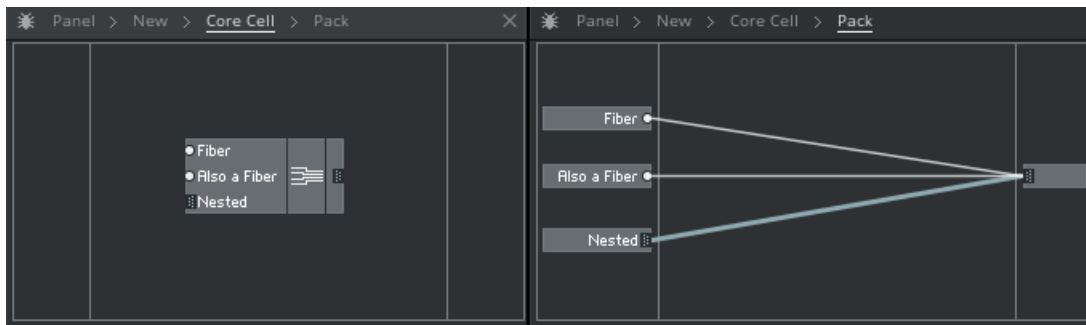 Panel > New > Core Cell > Pack
Fiber
Also a Fiber
Nested
Panel > New > Core Cell > Pack
Fiber
Also a Fiber
Nested